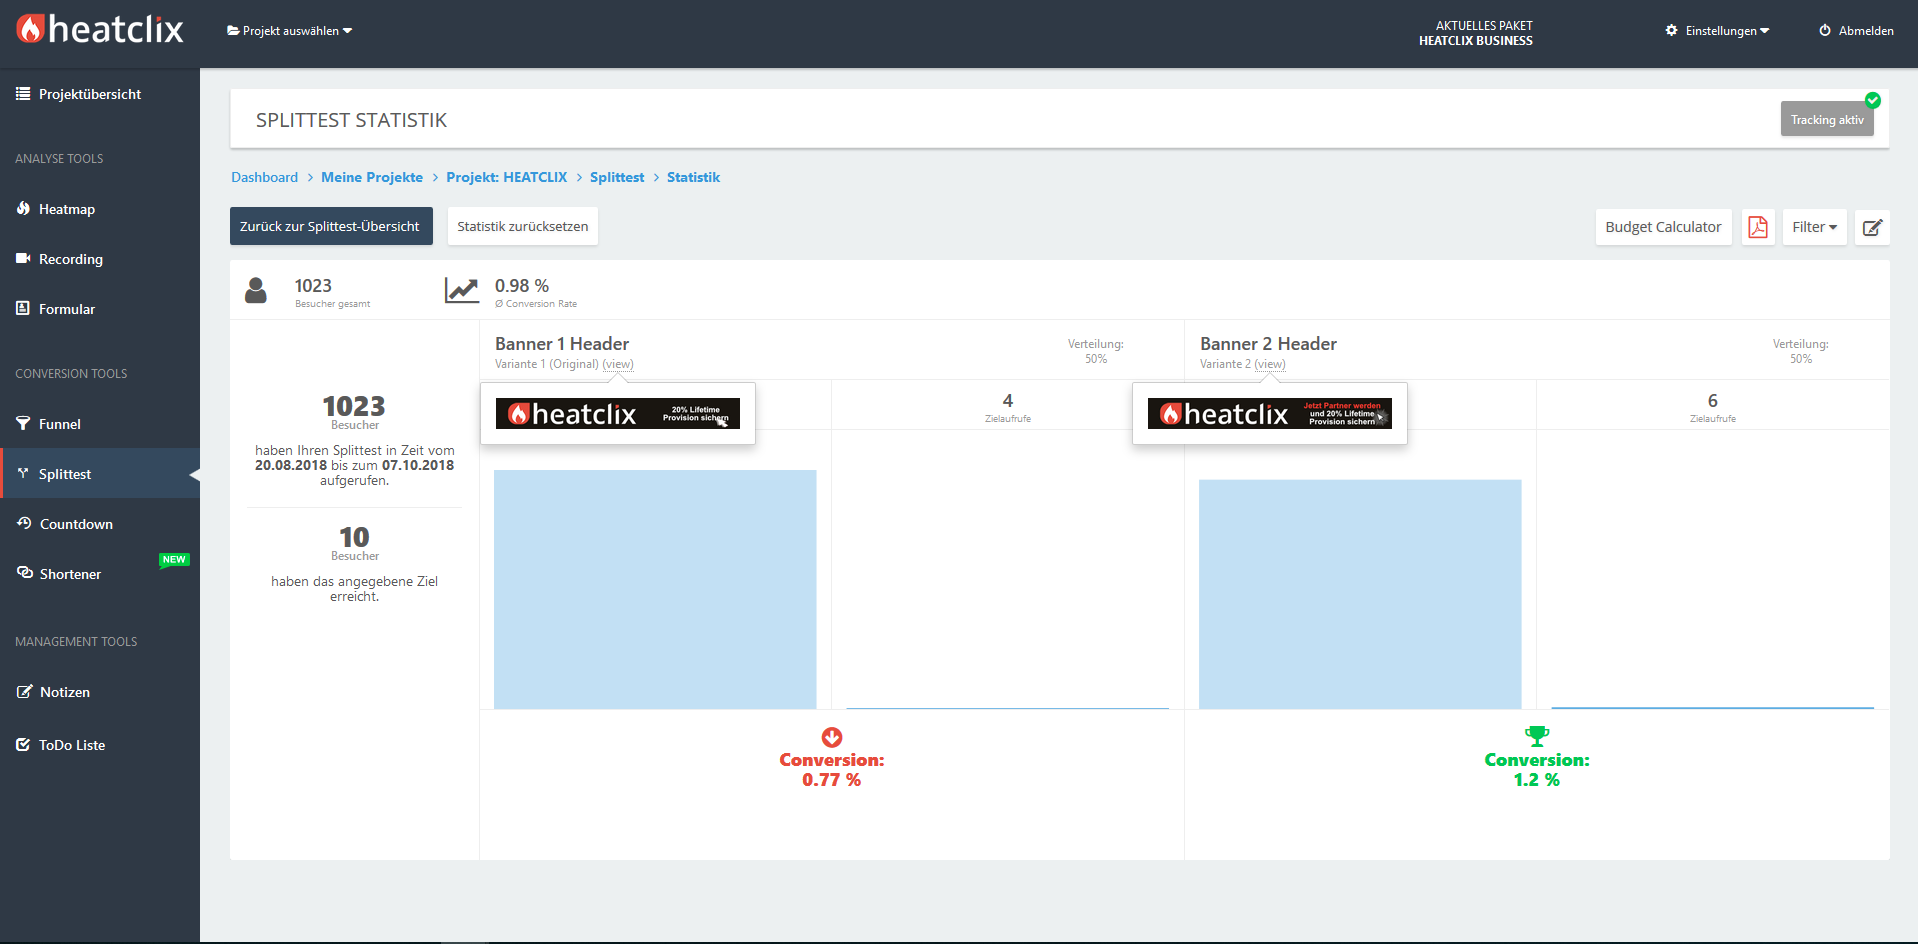 heatclix
Projekt auswählen
AKTUELLES PAKET
HEATCLIX BUSINESS
Einstellungen
Abmelden
Projektübersicht
ANALYSE TOOLS
Heatmap
Recording
Formular
CONVERSION TOOLS
Funnel
Splittest
Countdown
NEW
Shortener
MANAGEMENT TOOLS
Notizen
ToDo Liste
SPLITTEST STATISTIK
Tracking aktiv
Dashboard > Meine Projekte > Projekt: HEATCLIX > Splittest > Statistik
Zurück zur Splittest-Übersicht
Statistik zurücksetzen
Budget Calculator
Filter
1023
Besucher gesamt
0.98 %
Ø Conversion Rate
1023
Besucher
haben Ihren Splittest in Zeit vom
20.08.2018 bis zum 07.10.2018
aufgerufen.
10
Besucher
haben das angegebene Ziel
erreicht.
Banner 1 Header
Variante 1 (Original) (view)
Verteilung:
50%
heatclix
20% Lifetime
Provision sichern
4
Zielaufrufe
Conversion:
0.77 %
Banner 2 Header
Variante 2 (view)
Verteilung:
50%
heatclix
Jetzt Partner werden
und 20% Lifetime
Provision sichern
6
Zielaufrufe
Conversion:
1.2 %